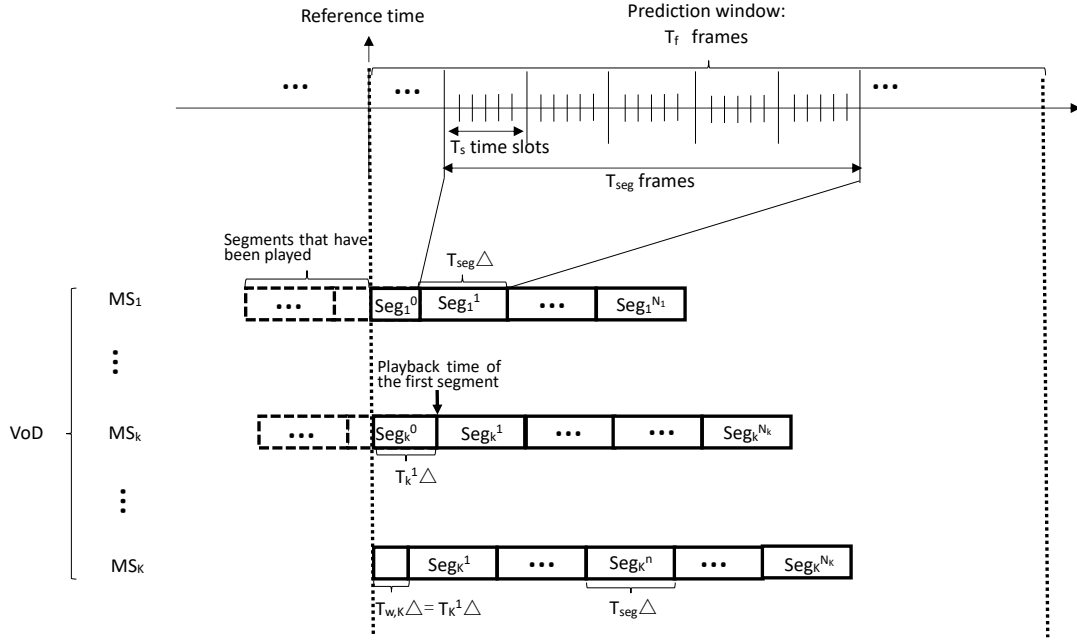 Prediction window:
Reference time
T_f frames
... ... ...
T_s time slots
T_seg frames
Segments that have
been played
T_seg△
MS_1
... Seg_1^0 Seg_1^1 ... Seg_1^{N_1}
Playback time of
the first segment
VoD
MS_k
... Seg_k^0 Seg_k^1 ... ... Seg_k^{N_k}
T_k^1△
MS_K
Seg_K^1 ... Seg_K^n ... Seg_K^{N_K}
T_{w,K}△= T_K^1△
T_seg△